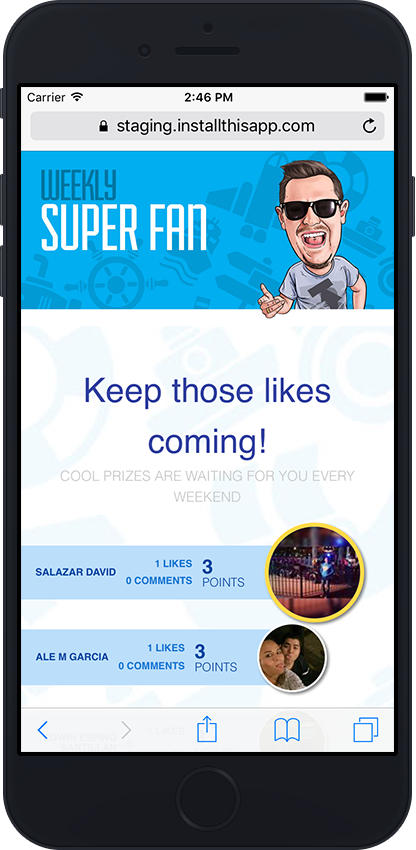 Carrier 2:46 PM
staging.installthisapp.com
WEEKLY
SUPER FAN
Keep those likes
coming!
COOL PRIZES ARE WAITING FOR YOU EVERY
WEEKEND
SALAZAR DAVID
1 LIKES
0 COMMENTS
3
POINTS
ALE M GARCIA
1 LIKES
0 COMMENTS
3
POINTS
1 LIKES